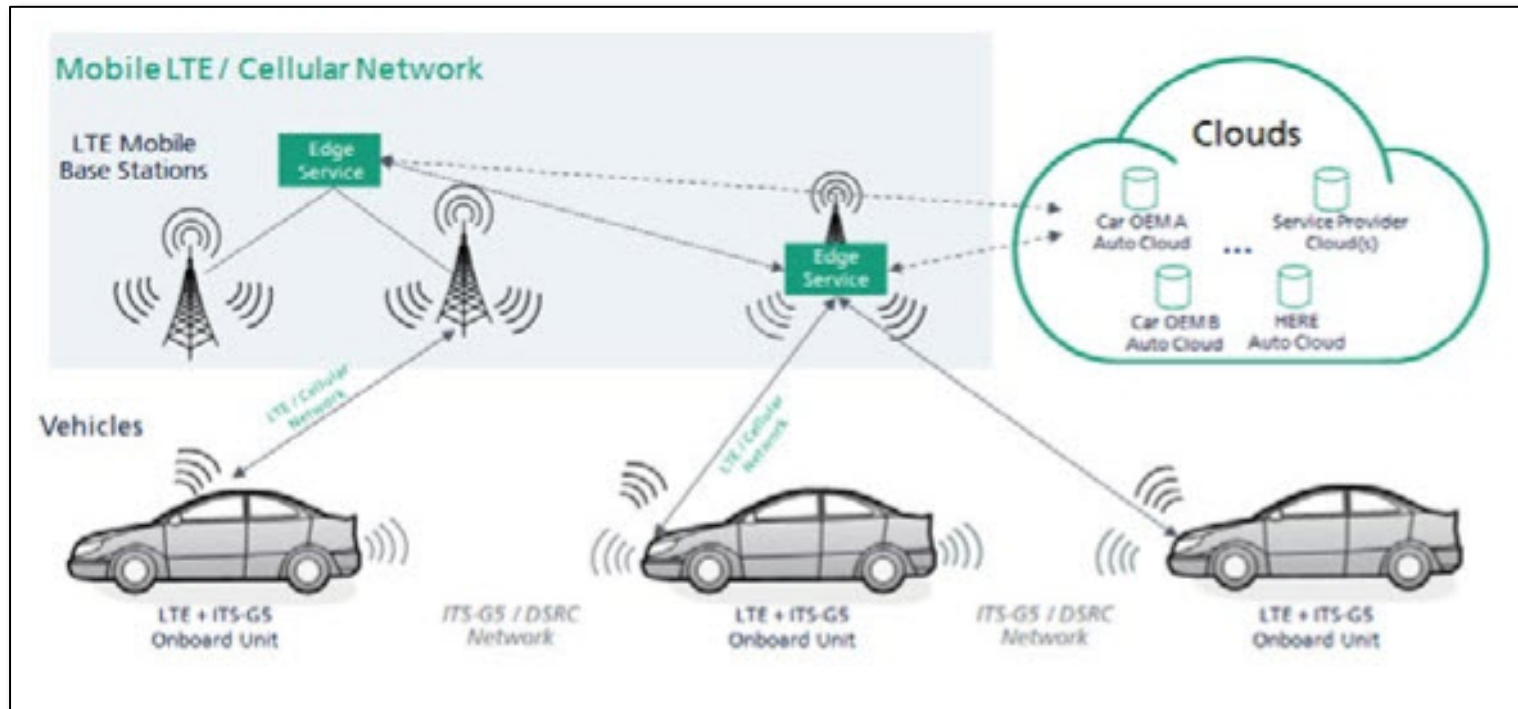 Mobile LTE / Cellular Network
LTE Mobile
Base Stations
Edge
Service
Edge
Service
Clouds
Car OEM A
Auto Cloud
...
Service Provider
Cloud(s)
Car OEM B
Auto Cloud
HERE
Auto Cloud
LTE / Cellular
Network
LTE / Cellular
Network
Vehicles
LTE + ITS-G5
Onboard Unit
ITS-G5 / DSRC
Network
LTE + ITS-G5
Onboard Unit
ITS-G5 / DSRC
Network
LTE + ITS-G5
Onboard Unit